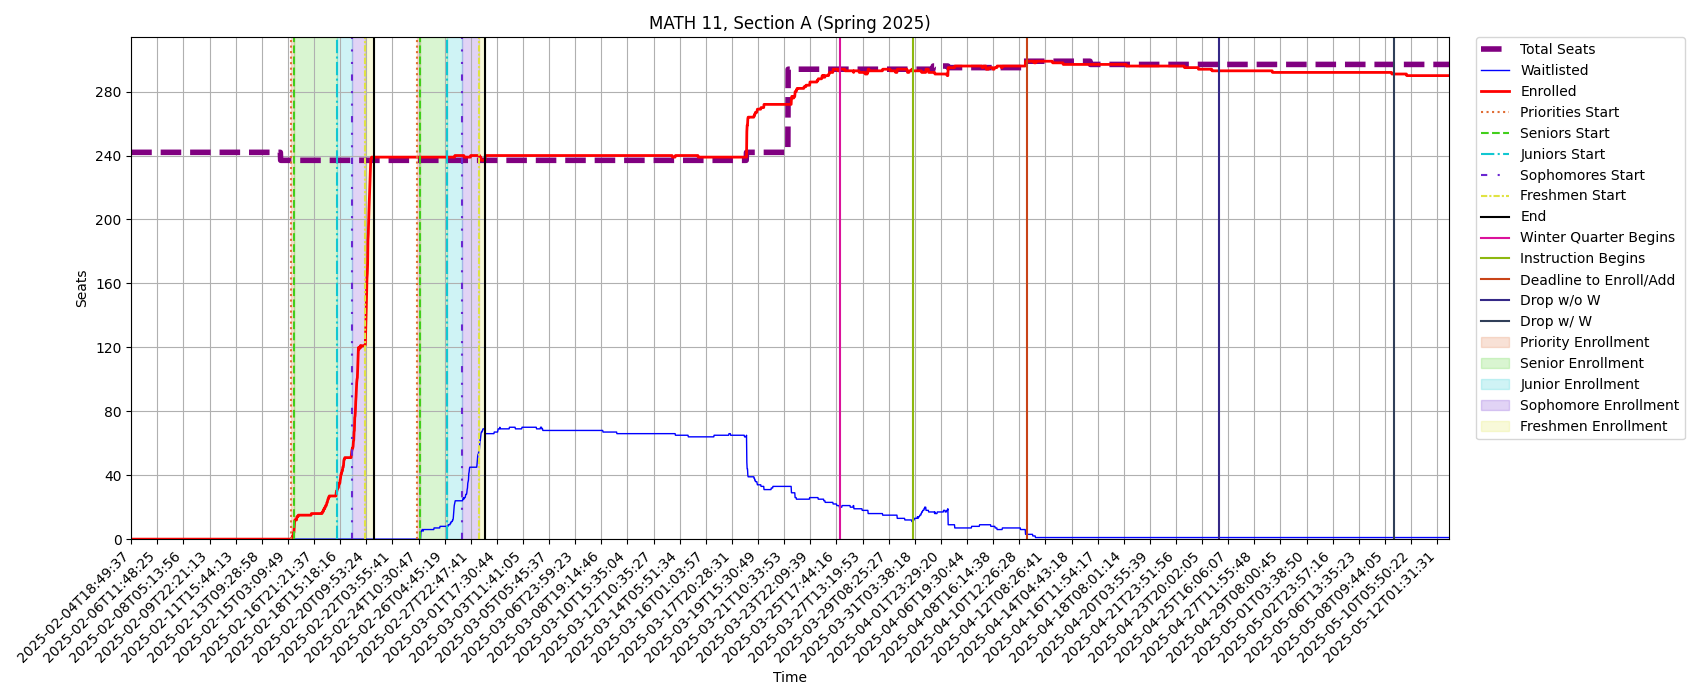 MATH 11, Section A (Spring 2025)
Seats
280
240
200
160
120
80
40
0
2025-02-04T18:49:37
2025-02-06T11:48:25
2025-02-08T05:13:56
2025-02-09T22:21:13
2025-02-11T15:44:13
2025-02-13T09:28:58
2025-02-15T03:09:49
2025-02-16T21:21:37
2025-02-18T15:18:16
2025-02-20T09:53:24
2025-02-22T03:55:41
2025-02-24T10:30:47
2025-02-26T04:45:19
2025-02-27T22:47:41
2025-03-01T17:30:44
2025-03-03T11:41:05
2025-03-05T05:45:37
2025-03-06T23:59:23
2025-03-08T19:14:46
2025-03-10T15:35:04
2025-03-12T10:35:27
2025-03-14T05:51:34
2025-03-16T01:03:57
2025-03-17T20:28:31
2025-03-19T15:30:49
2025-03-21T10:33:53
2025-03-23T22:09:39
2025-03-25T17:44:16
2025-03-27T13:19:53
2025-03-29T08:25:27
2025-03-31T03:38:18
2025-04-01T23:29:20
2025-04-06T19:30:44
2025-04-08T16:14:38
2025-04-10T12:26:28
2025-04-12T08:26:41
2025-04-14T04:43:18
2025-04-16T11:54:17
2025-04-18T08:01:14
2025-04-20T03:55:39
2025-04-21T23:51:56
2025-04-23T20:02:05
2025-04-25T16:06:07
2025-04-27T11:55:48
2025-04-29T08:00:45
2025-05-01T03:38:50
2025-05-02T23:57:16
2025-05-06T13:35:23
2025-05-08T09:44:05
2025-05-10T05:50:22
2025-05-12T01:31:31
Time
Total Seats
Waitlisted
Enrolled
Priorities Start
Seniors Start
Juniors Start
Sophomores Start
Freshmen Start
End
Winter Quarter Begins
Instruction Begins
Deadline to Enroll/Add
Drop w/o W
Drop w/ W
Priority Enrollment
Senior Enrollment
Junior Enrollment
Sophomore Enrollment
Freshmen Enrollment